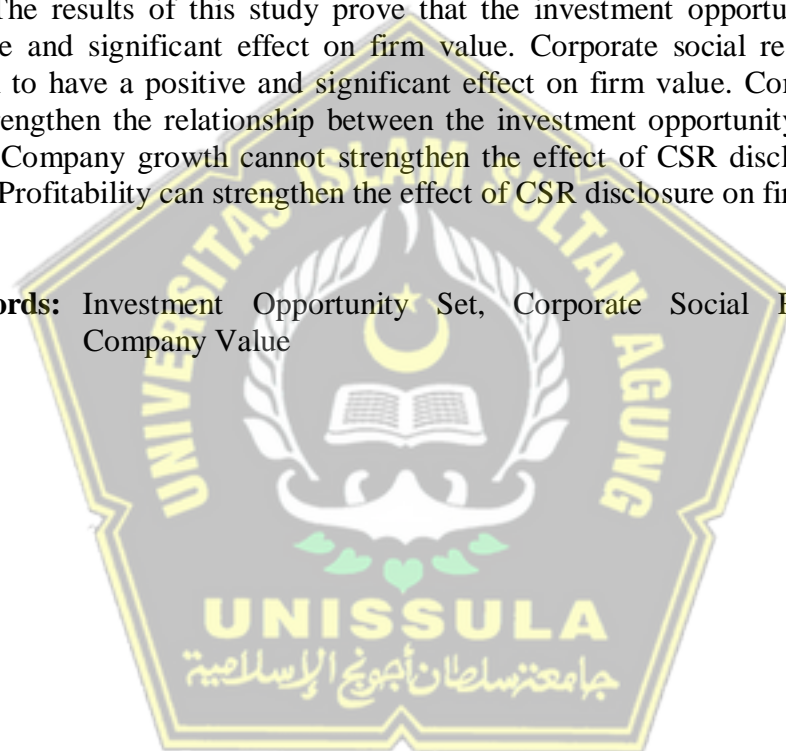 The results of this study prove that the investment opportu
e and significant effect on firm value. Corporate social re
to have a positive and significant effect on firm value. Co
rengthen the relationship between the investment opportunity
Company growth cannot strengthen the effect of CSR discl
Profitability can strengthen the effect of CSR disclosure on fi
ords: Investment Opportunity Set, Corporate Social
Company Value
UNIVERSITAS ISLAM SULTAN AGUNG
UNISSULA
جامعة سلطان أجونج الإسلامية